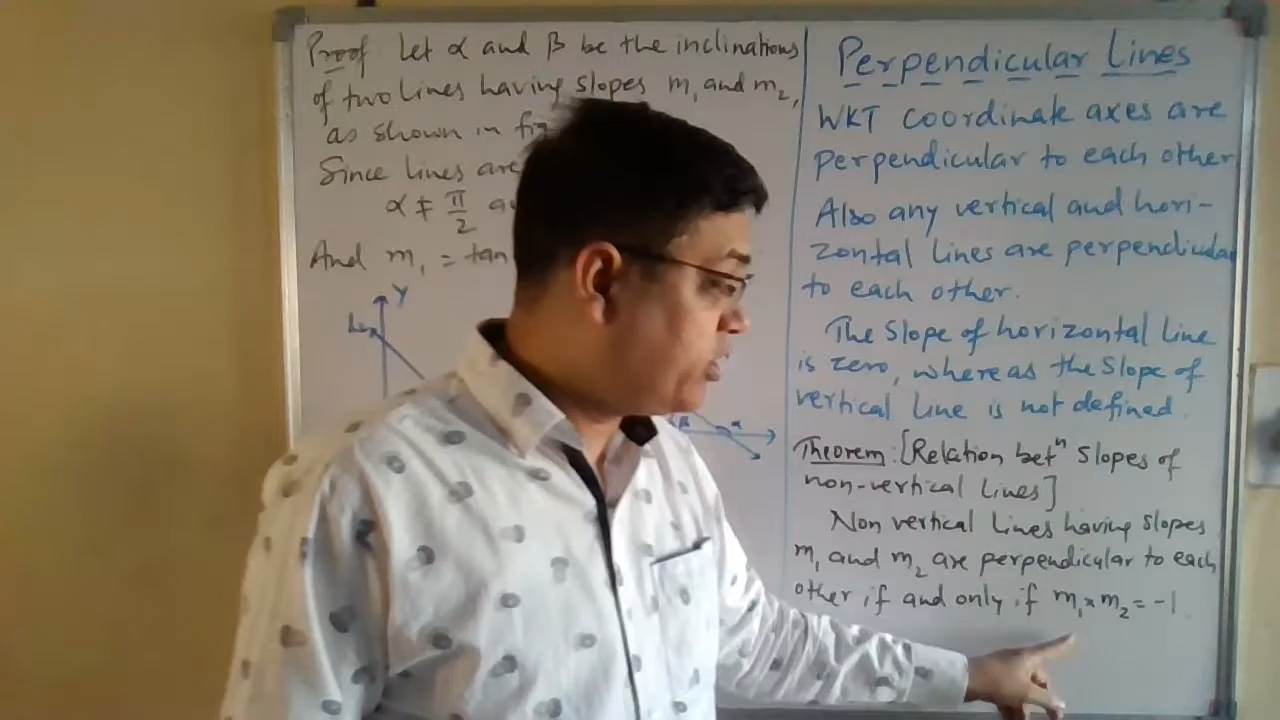 Proof: Let α and β be the inclinations
of two lines having slopes m₁ and m₂,
as shown in fig
Since lines are
α ≠ π/2
And m₁ = tan
Y
α
β
Perpendicular Lines
WKT coordinate axes are
perpendicular to each other
Also any vertical and hori-
zontal lines are perpendicular
to each other.
The slope of horizontal line
is zero, whereas the slope of
vertical line is not defined.
Theorem: [Relation betⁿ slopes of
non-vertical lines]
Non vertical lines having slopes
m₁ and m₂ are perpendicular to each
other if and only if m₁ × m₂ = -1